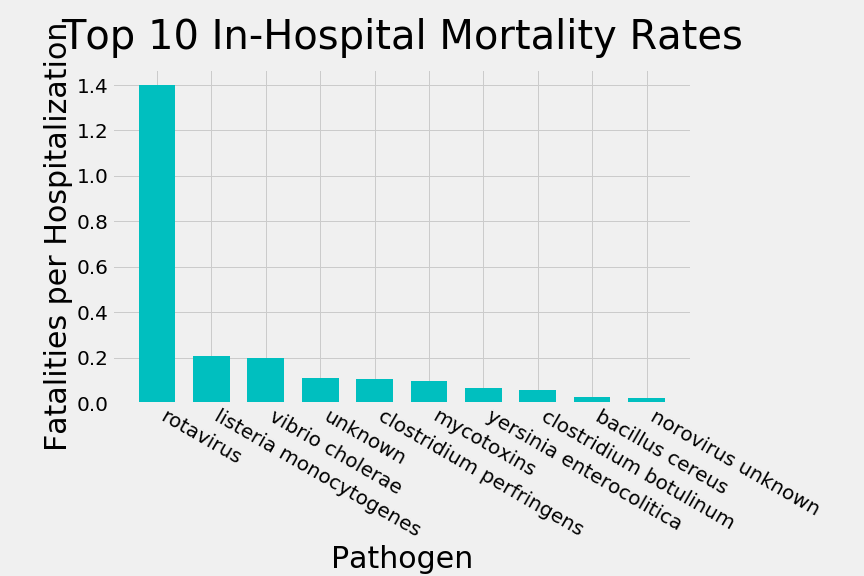 Top 10 In-Hospital Mortality Rates
Fatalities per Hospitalization
1.4
1.2
1.0
0.8
0.6
0.4
0.2
0.0
rotavirus
listeria monocytogenes
vibrio cholerae
unknown
clostridium perfringens
mycotoxins
yersinia enterocolitica
clostridium botulinum
bacillus cereus
norovirus unknown
Pathogen